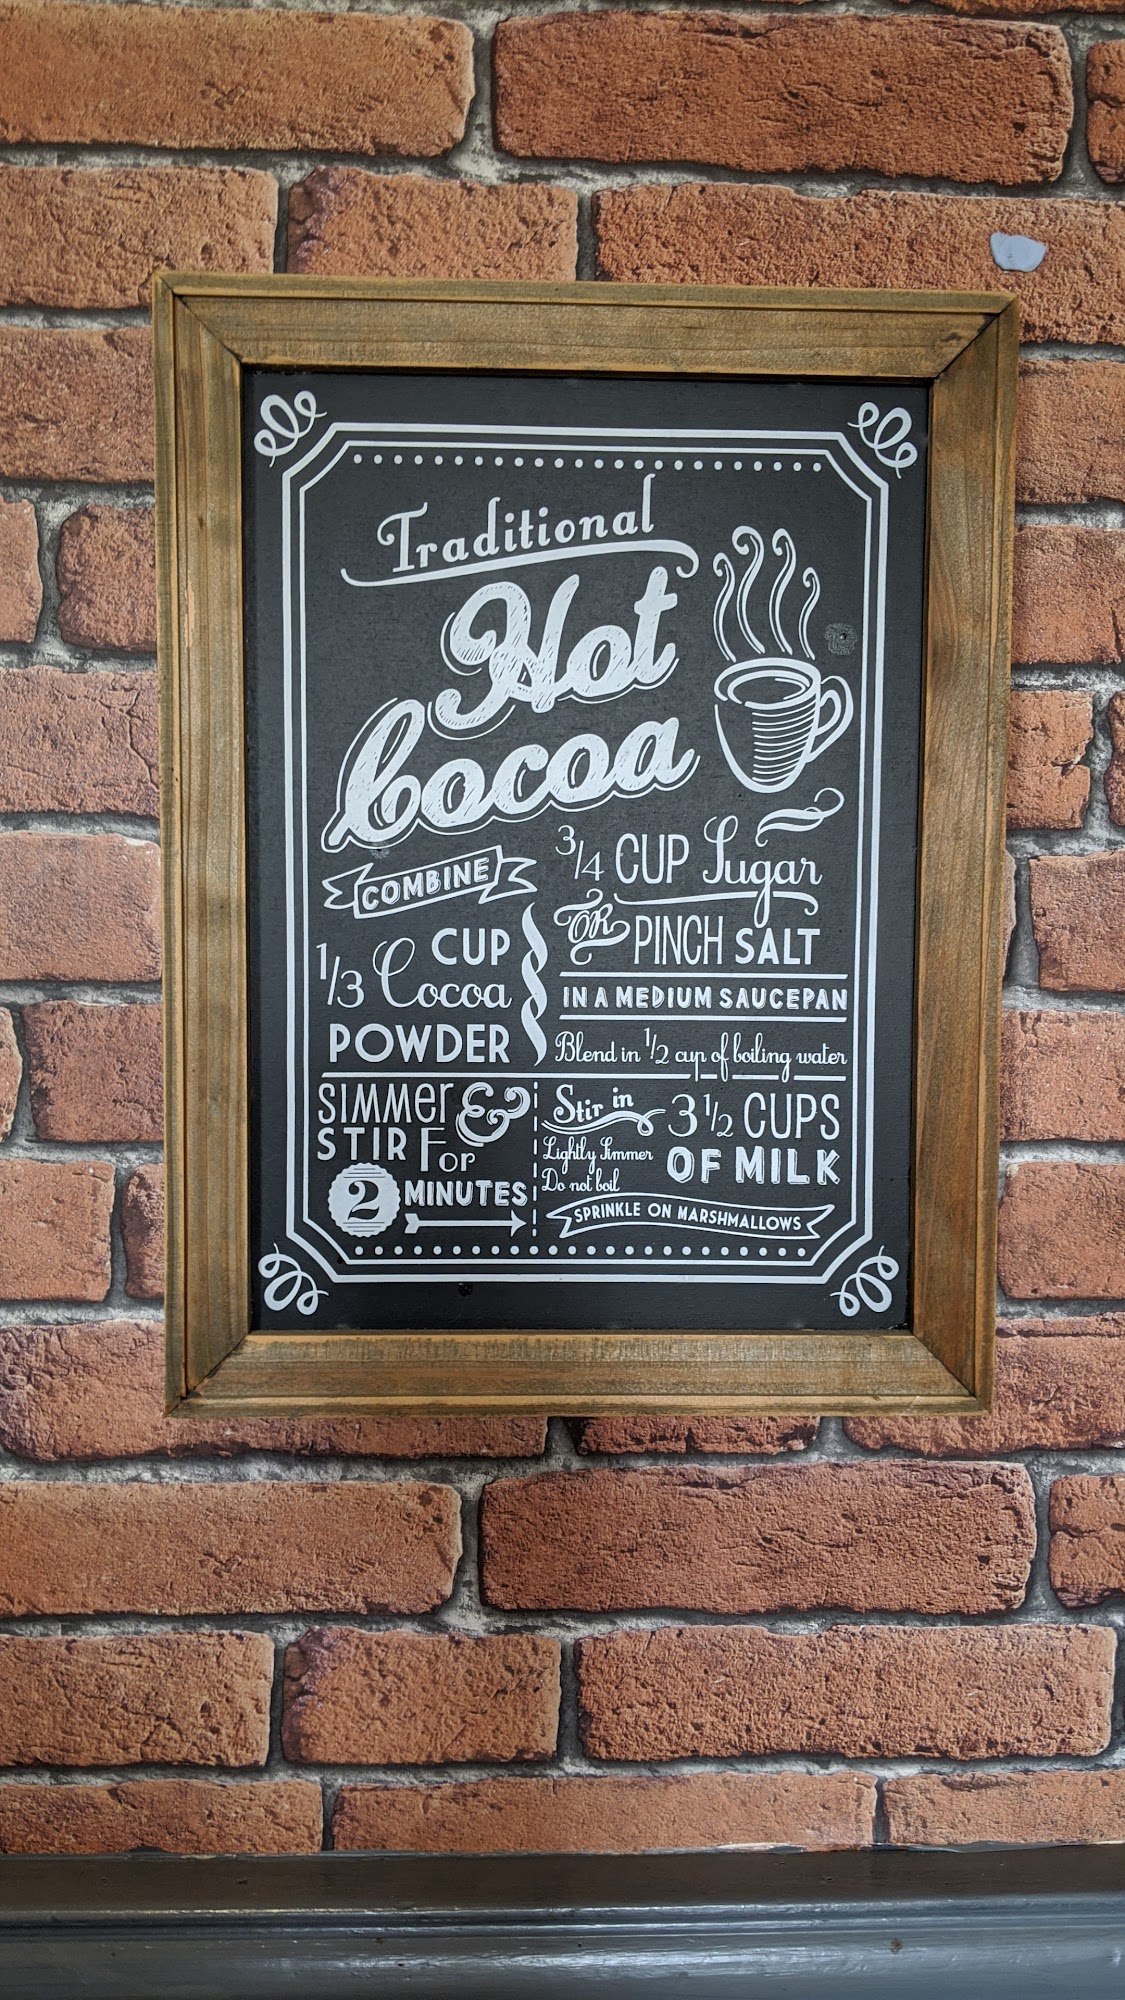 Traditional
Hot
Cocoa
COMBINE
1/3 CUP
Cocoa
POWDER
3/4 CUP Sugar
OR PINCH SALT
IN A MEDIUM SAUCEPAN
Blend in 1/2 cup of boiling water
SIMMer &
STIR For
2 MINUTES
Stir in 3 1/2 CUPS
OF MILK
Lightly Simmer
Do not boil
SPRINKLE ON MARSHMALLOWS